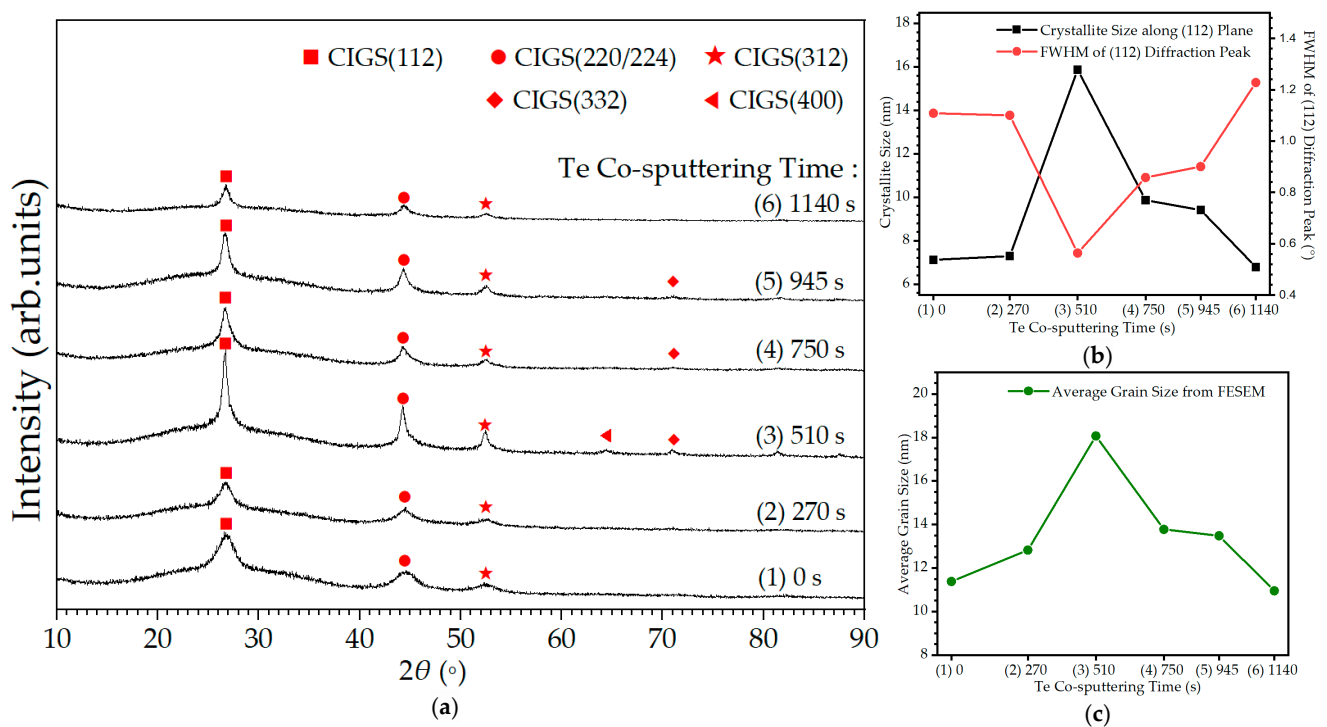 CIGS(112) CIGS(220/224) CIGS(312)
CIGS(332) CIGS(400)
Te Co-sputtering Time :
(6) 1140 s
(5) 945 s
(4) 750 s
(3) 510 s
(2) 270 s
(1) 0 s
Intensity (arb.units)
10 20 30 40 50 60 70 80 90
2θ (°)
(a)
Crystallite Size along (112) Plane
FWHM of (112) Diffraction Peak
18
16
14
12
10
8
6
Crystallite Size (nm)
1.4
1.2
1.0
0.8
0.6
0.4
FWHM of (112) Diffraction
Peak (°)
(1) 0 (2) 270 (3) 510 (4) 750 (5) 945 (6) 1140
Te Co-sputtering Time (s)
(b)
Average Grain Size from FESEM
20
18
16
14
12
10
8
Average Grain Size (nm)
(1) 0 (2) 270 (3) 510 (4) 750 (5) 945 (6) 1140
Te Co-sputtering Time (s)
(c)